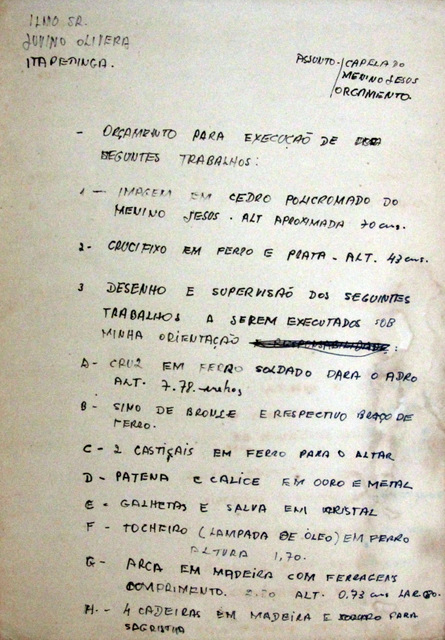 ILMO SR.
JUVINO OLIVERA
ITAPETINGA.
ASSUNTO - CAPELA DO
MENINO JESUS
ORÇAMENTO.
- ORÇAMENTO PARA EXECUÇÃO DE
SEGUINTES TRABALHOS:
1 - IMAGEM EM CEDRO POLICROMADO DO
MENINO JESUS. ALT APROXIMADA 70 cms.
2- CRUCIFIXO EM FERRO E PRATA - ALT. 43 cms.
3 DESENHO E SUPERVISÃO DOS SEGUINTES
TRABALHOS A SEREM EXECUTADOS SOB
MINHA ORIENTAÇÃO E RESPONSABILIDADE:
A- CRUZ EM FERRO SOLDADO PARA O ADRO
ALT. 7.78
B - SINO DE BRONZE E RESPECTIVO BRAÇO DE
FERRO.
C - 2 CASTIÇAIS EM FERRO PARA O ALTAR
D - PATENA E CALICE EM OURO E METAL
E - GALHETAS E SALVA EM CRISTAL
F - TOCHEIRO (LAMPADA DE ÓLEO) EM FERRO
ALTURA 1,70.
G- ARCA EM MADEIRA COM FERRAGENS
COMPRIMENTO. ALT. 0.73 cms
H- 4 CADEIRAS EM MADEIRA E PARA
SACRISTIA